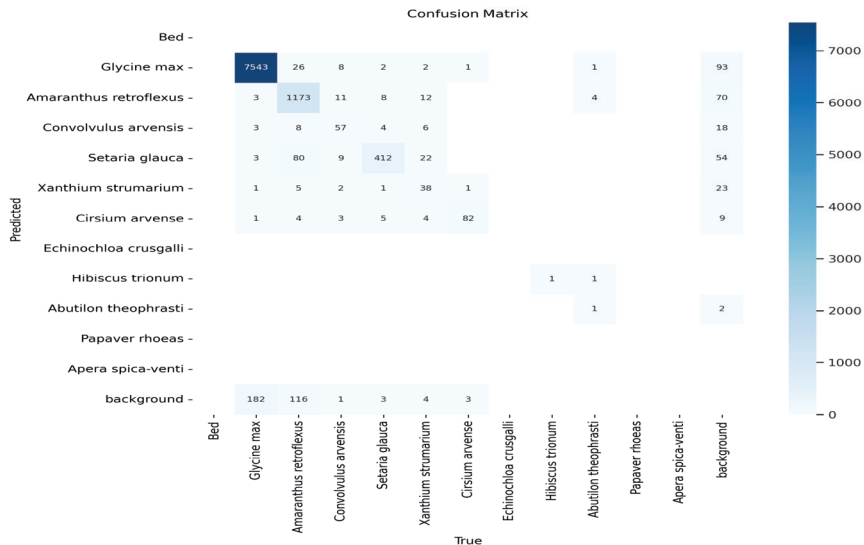 Confusion Matrix
Bed -
Glycine max - 7543 26 8 2 2 1 1 93
Amaranthus retroflexus - 3 1173 11 8 12 4 70
Convolvulus arvensis - 3 8 57 4 6 18
Setaria glauca - 3 80 9 412 22 54
Xanthium strumarium - 1 5 2 1 38 1 23
Cirsium arvense - 1 4 3 5 4 82 9
Echinochloa crusgalli -
Hibiscus trionum - 1 1
Abutilon theophrasti - 1 2
Papaver rhoeas -
Apera spica-venti -
background - 182 116 1 3 4 3
Predicted
Bed -
Glycine max -
Amaranthus retroflexus -
Convolvulus arvensis -
Setaria glauca -
Xanthium strumarium -
Cirsium arvense -
Echinochloa crusgalli -
Hibiscus trionum -
Abutilon theophrasti -
Papaver rhoeas -
Apera spica-venti -
background -
True
- 7000
- 6000
- 5000
- 4000
- 3000
- 2000
- 1000
- 0